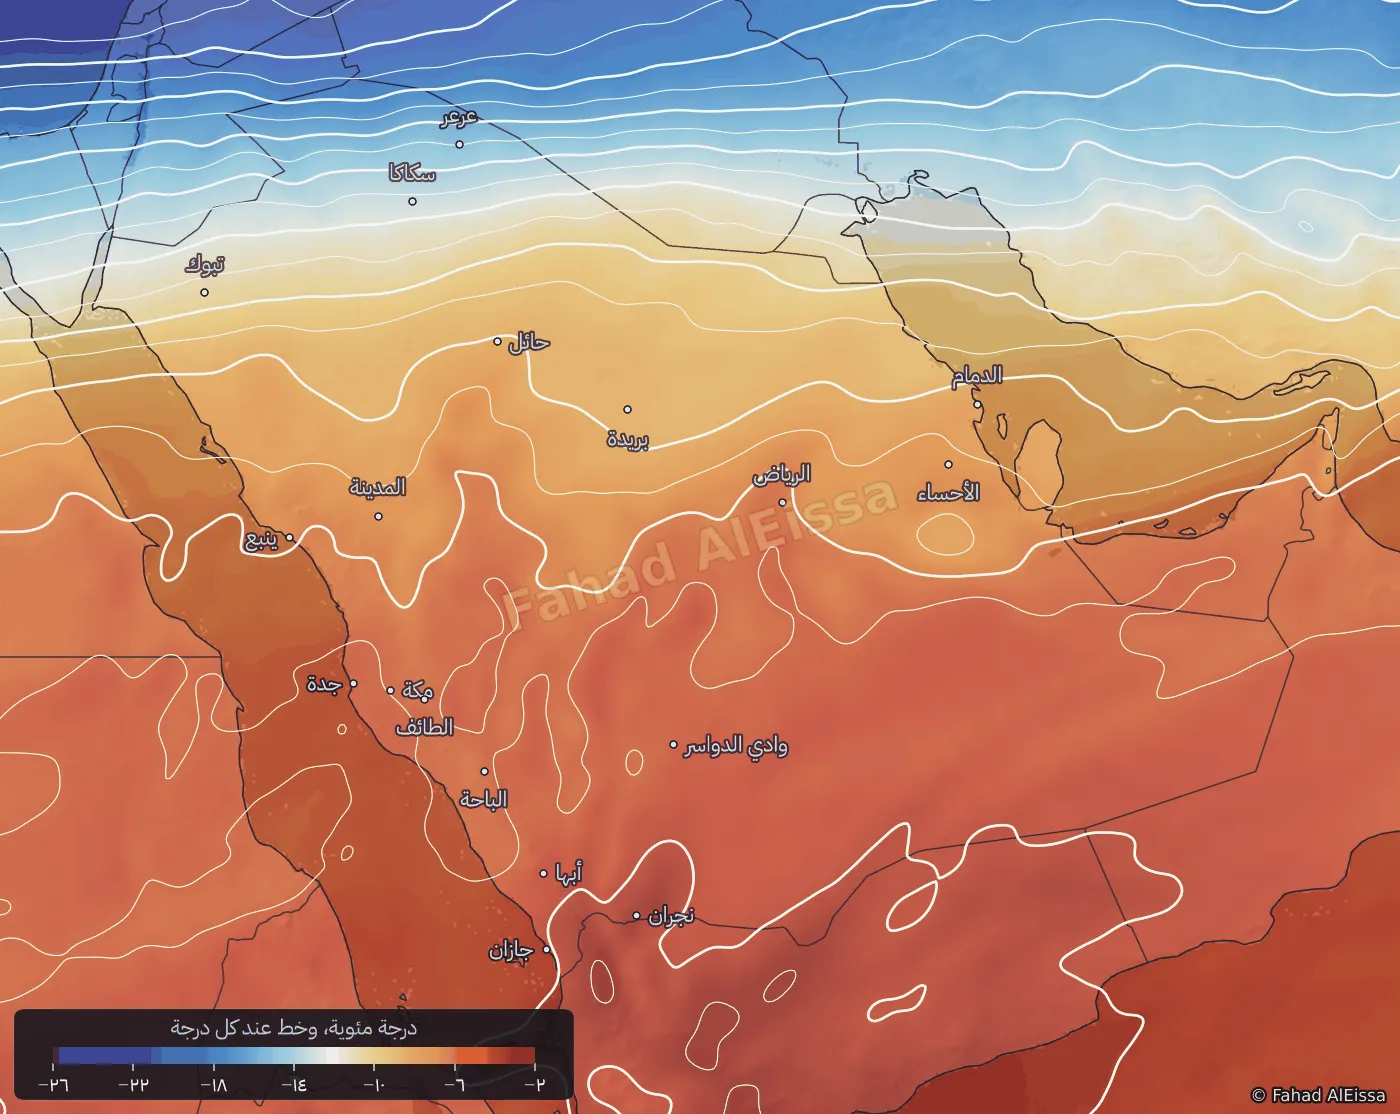 عرعر
سكاكا
تبوك
حائل
الدمام
بريدة
الرياض
المدينة
الأحساء
ينبع
Fahad AlEissa
جدة
مكة
الطائف
وادي الدواسر
الباحة
أبها
نجران
جازان
درجة مئوية، وخط عند كل درجة
−٢٦ −٢٢ −١٨ −١٤ −١٠ −٦ −٢
© Fahad AlEissa